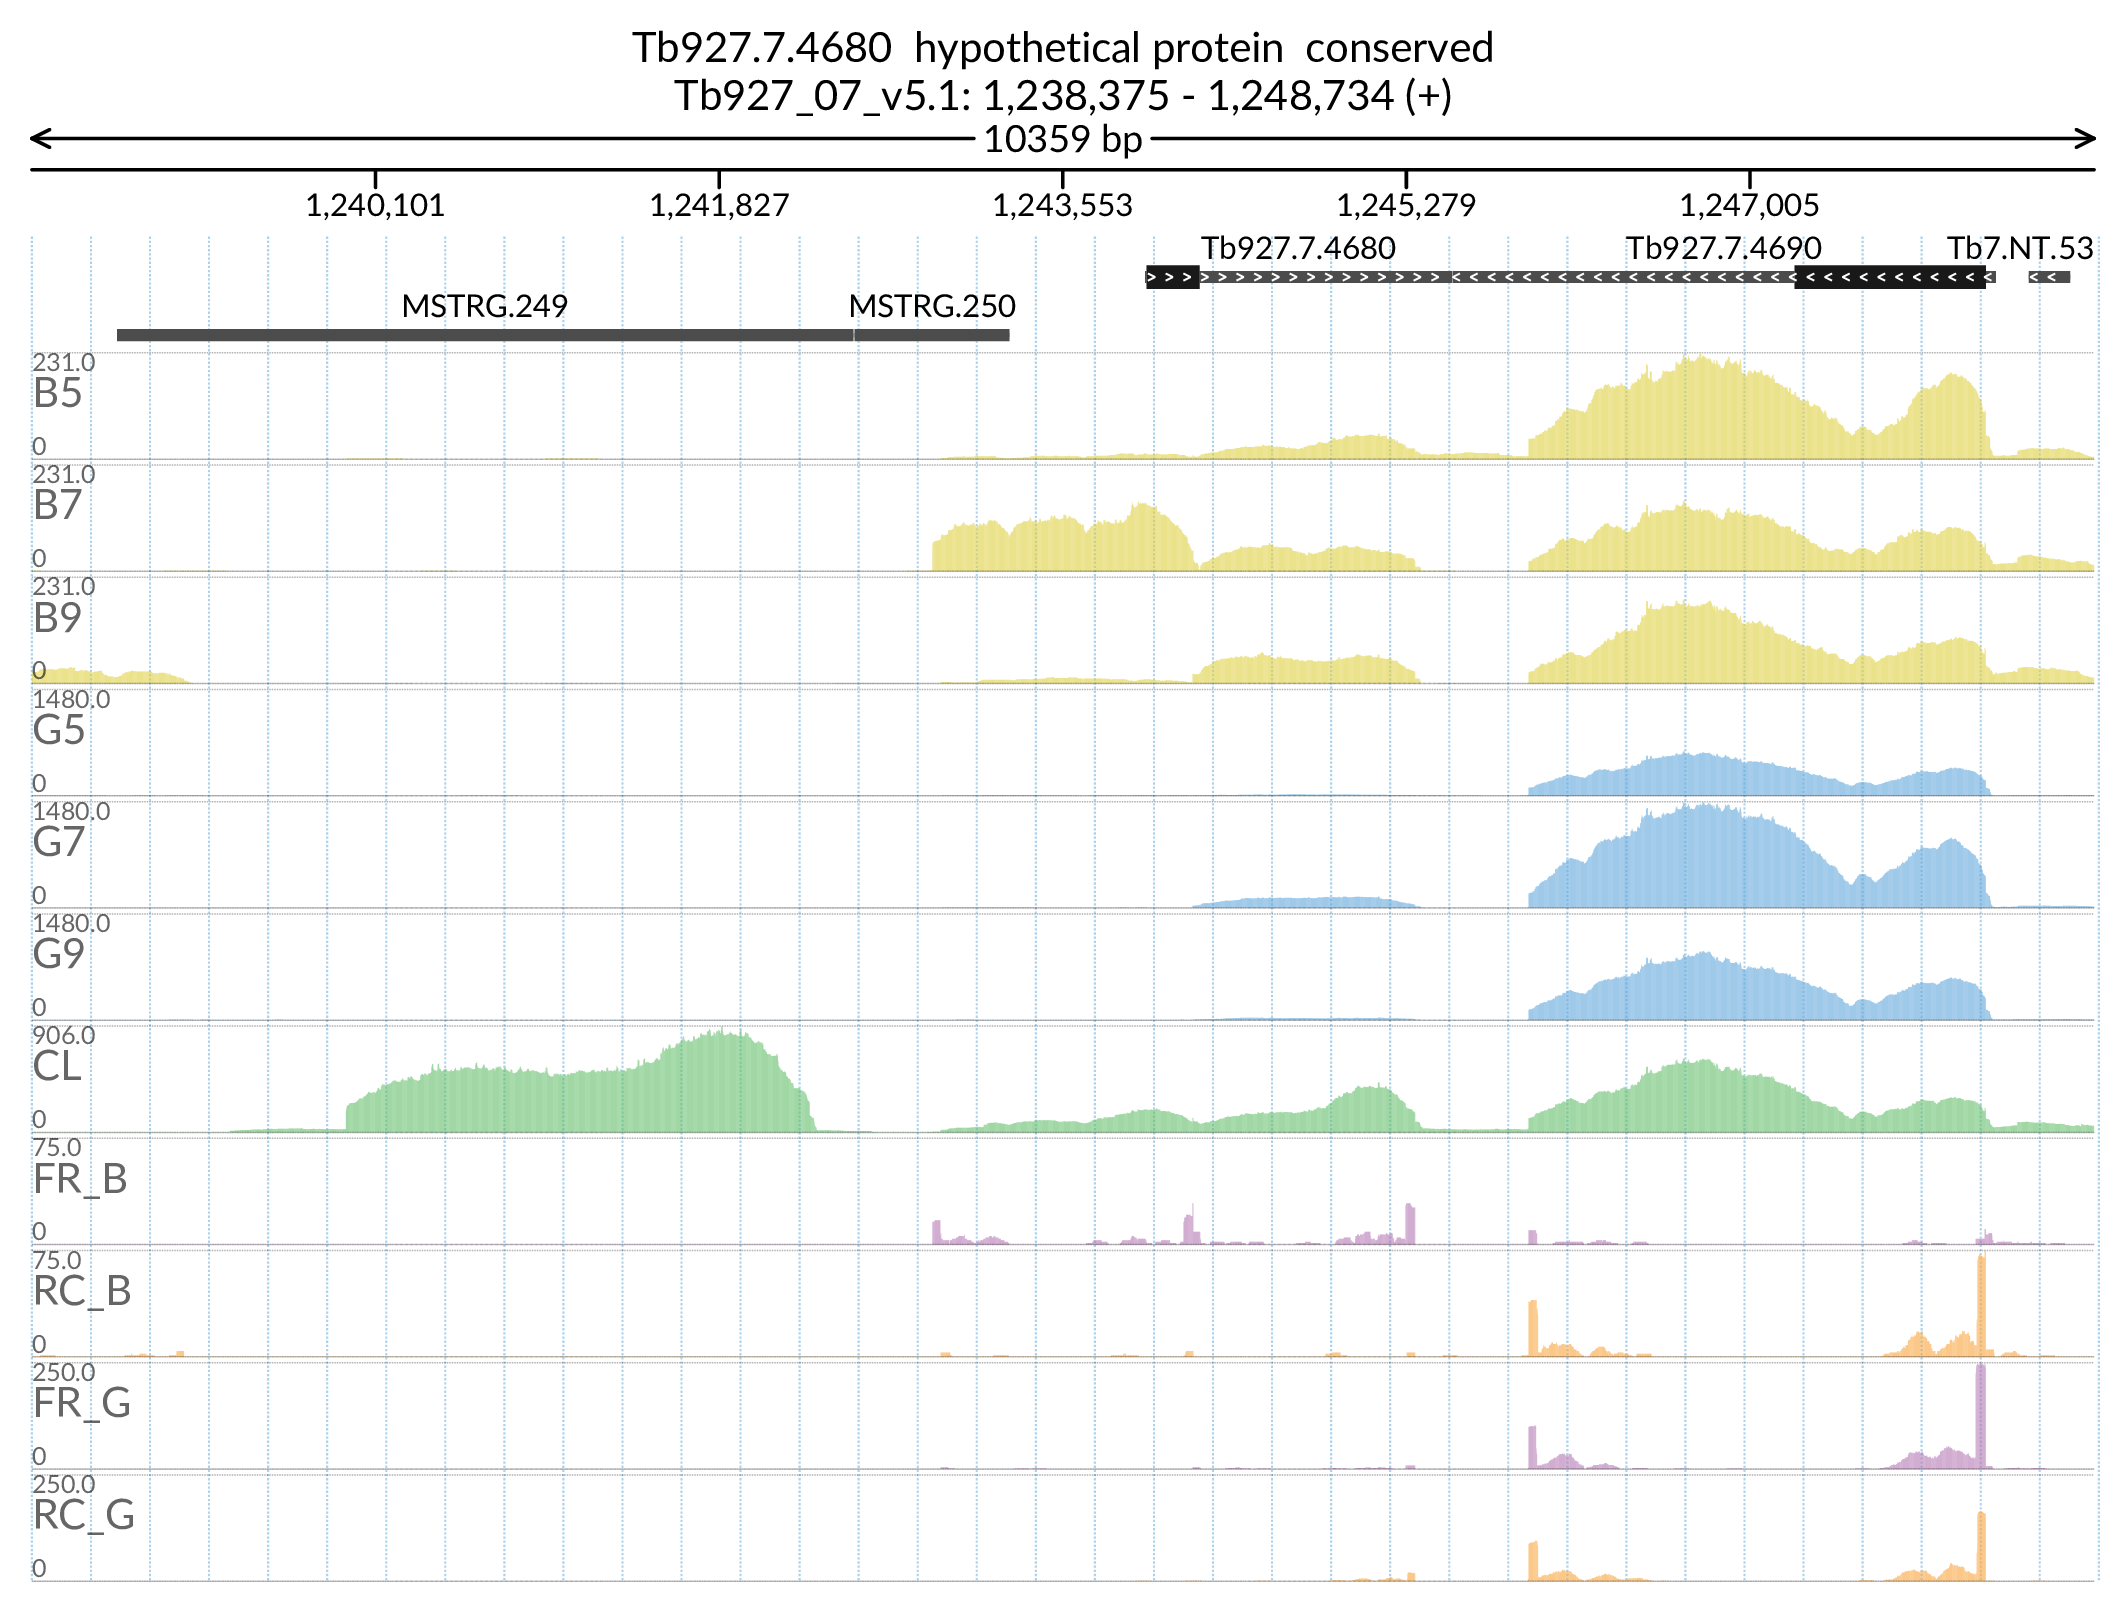 Tb927.7.4680  hypothetical protein  conserved
Tb927_07_v5.1: 1,238,375 - 1,248,734 (+)
10359 bp
1,240,101 1,241,827 1,243,553 1,245,279 1,247,005
Tb927.7.4680 Tb927.7.4690 Tb7.NT.53
MSTRG.249 MSTRG.250
231.0
B5
0
231.0
B7
0
231.0
B9
0
1480.0
G5
0
1480.0
G7
0
1480.0
G9
0
906.0
CL
0
75.0
FR_B
0
75.0
RC_B
0
250.0
FR_G
0
250.0
RC_G
0